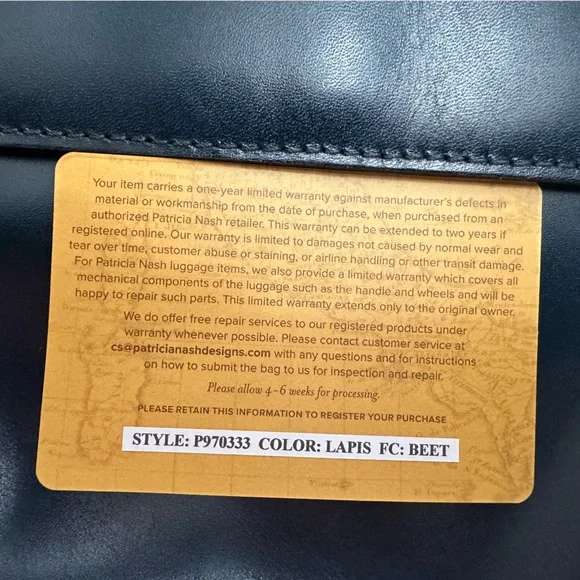 Your item carries a one-year limited warranty against manufacturer's defects in
material or workmanship from the date of purchase, when purchased from an
authorized Patricia Nash retailer. This warranty can be extended to two years if
registered online. Our warranty is limited to damages not caused by normal wear and
tear over time, customer abuse or staining, or airline handling or other transit damage.
For Patricia Nash luggage items, we also provide a limited warranty which covers all
mechanical components of the luggage such as the handle and wheels and will be
happy to repair such parts. This limited warranty extends only to the original owner.
We do offer free repair services to our registered products under
warranty whenever possible. Please contact customer service at
cs@patricianashdesigns.com with any questions and for instructions
on how to submit the bag to us for inspection and repair.
Please allow 4–6 weeks for processing.
PLEASE RETAIN THIS INFORMATION TO REGISTER YOUR PURCHASE
STYLE: P970333 COLOR: LAPIS FC: BEET